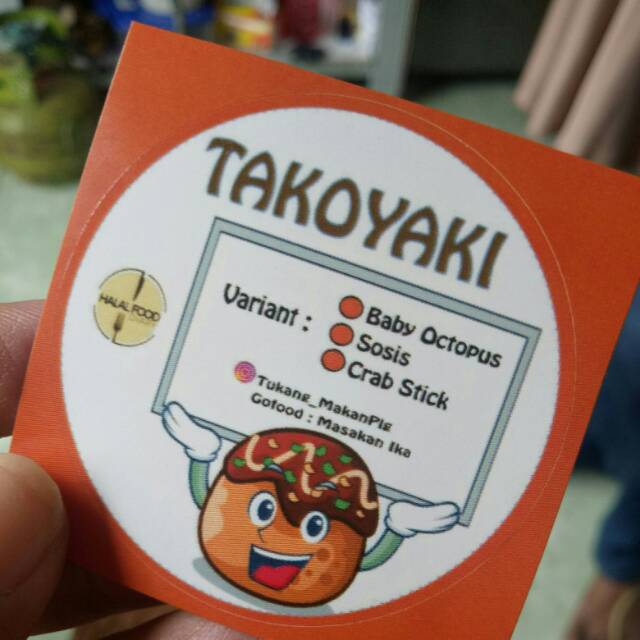 TAKOYAKI
HALAL FOOD
Variant :
Baby Octopus
Sosis
Crab Stick
Tukang_MakanPlg
Gofood : Masakan Ika